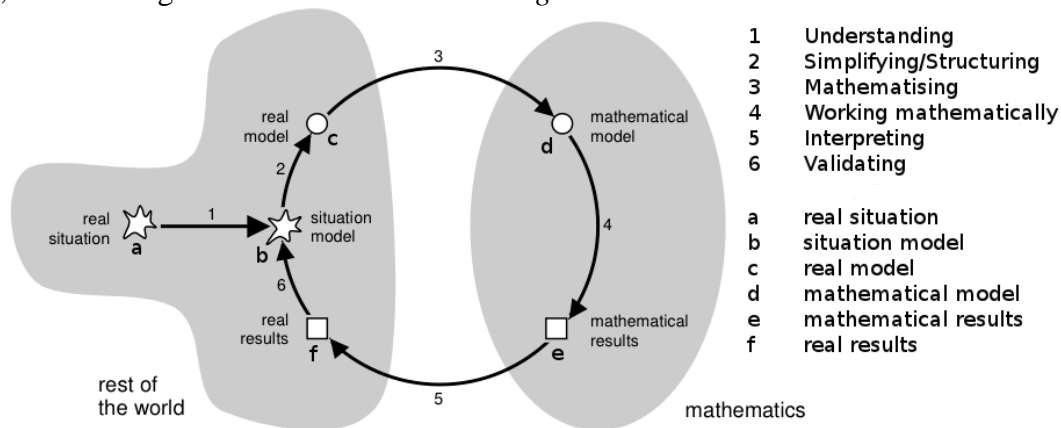 3
real
model
c
2
mathematical
model
d
real
situation
a
1
b
situation
model
4
6
real
results
f
mathematical
results
e
5
rest of
the world
mathematics
1 Understanding
2 Simplifying/Structuring
3 Mathematising
4 Working mathematically
5 Interpreting
6 Validating
a real situation
b situation model
c real model
d mathematical model
e mathematical results
f real results